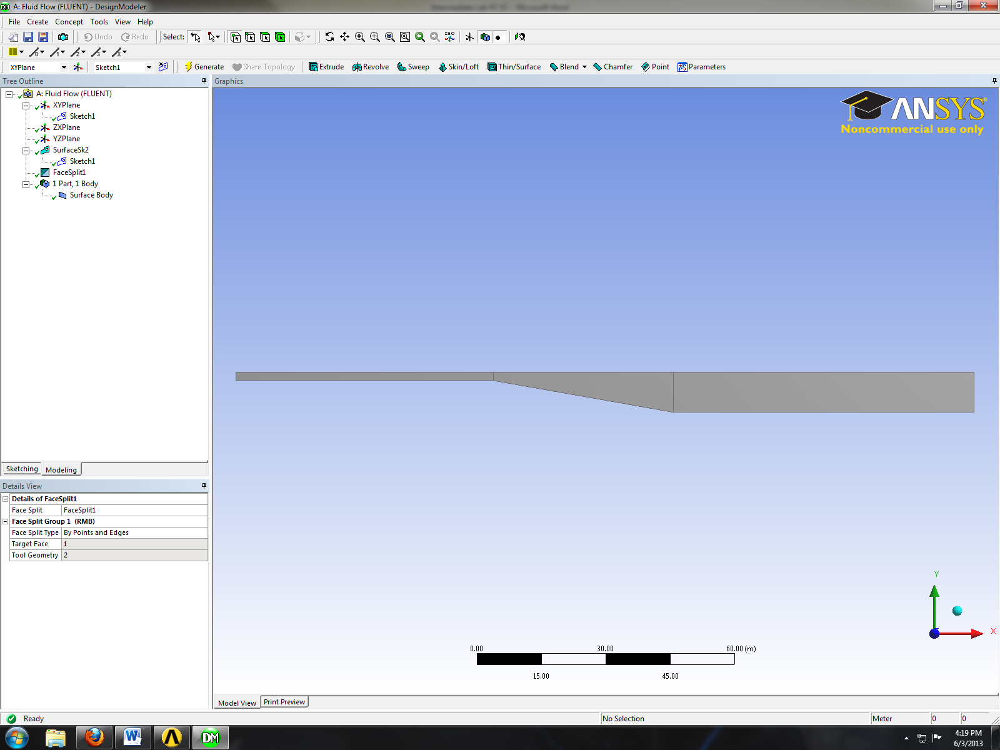 A: Fluid Flow (FLUENT) - DesignModeler
File Create Concept Tools View Help
Undo Redo Select: ISO
XYPlane Sketch1 Generate Share Topology Extrude Revolve Sweep Skin/Loft Thin/Surface Blend Chamfer Point Parameters
Tree Outline
Graphics
A: Fluid Flow (FLUENT)
XYPlane
Sketch1
ZXPlane
YZPlane
SurfaceSk2
Sketch1
FaceSplit1
1 Part, 1 Body
Surface Body
ANSYS
Noncommercial use only
Sketching Modeling
Details View
Details of FaceSplit1
Face Split FaceSplit1
Face Split Group 1 (RMB)
Face Split Type By Points and Edges
Target Face 1
Tool Geometry 2
Y
X
0.00 30.00 60.00 (m)
15.00 45.00
Model View Print Preview
Ready No Selection Meter 0 0
DM
4:19 PM
6/3/2013